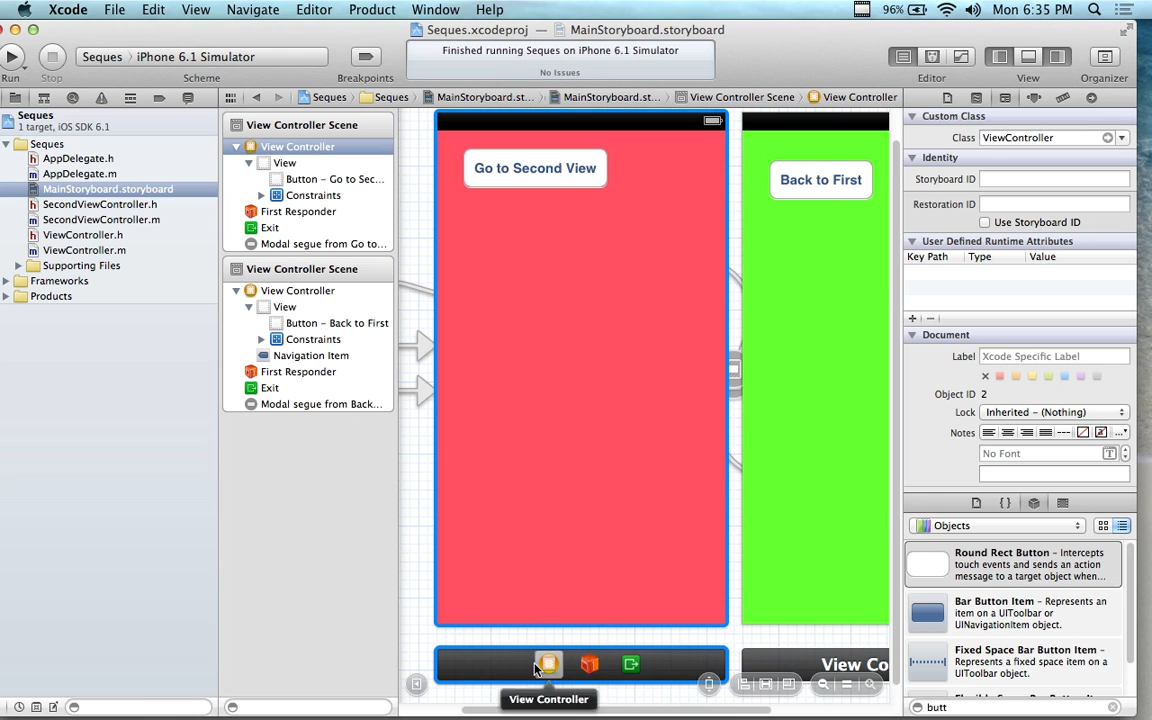 Xcode File Edit View Navigate Editor Product Window Help 96% Mon 6:35 PM
Seques.xcodeproj — MainStoryboard.storyboard
Seques 〉 iPhone 6.1 Simulator
Finished running Seques on iPhone 6.1 Simulator
No Issues
Run Stop Scheme Breakpoints Editor View Organizer
Seques 〉 Seques 〉 MainStoryboard.st... 〉 MainStoryboard.st... 〉 View Controller Scene 〉 View Controller
Seques
1 target, iOS SDK 6.1
Seques
AppDelegate.h
AppDelegate.m
MainStoryboard.storyboard
SecondViewController.h
SecondViewController.m
ViewController.h
ViewController.m
Supporting Files
Frameworks
Products
View Controller Scene
View Controller
View
Button – Go to Sec...
Constraints
First Responder
Exit
Modal segue from Go to...
View Controller Scene
View Controller
View
Button – Back to First
Constraints
Navigation Item
First Responder
Exit
Modal segue from Back...
Go to Second View
Back to First
View Co
View Controller
Custom Class
Class ViewController
Identity
Storyboard ID
Restoration ID
Use Storyboard ID
User Defined Runtime Attributes
Key Path Type Value
Document
Label Xcode Specific Label
Object ID 2
Lock Inherited – (Nothing)
Notes
No Font
Objects
Round Rect Button – Intercepts
touch events and sends an action
message to a target object when...
Bar Button Item – Represents an
item on a UIToolbar or
UINavigationItem object.
Fixed Space Bar Button Item –
Represents a fixed space item on a
UIToolbar object.
butt